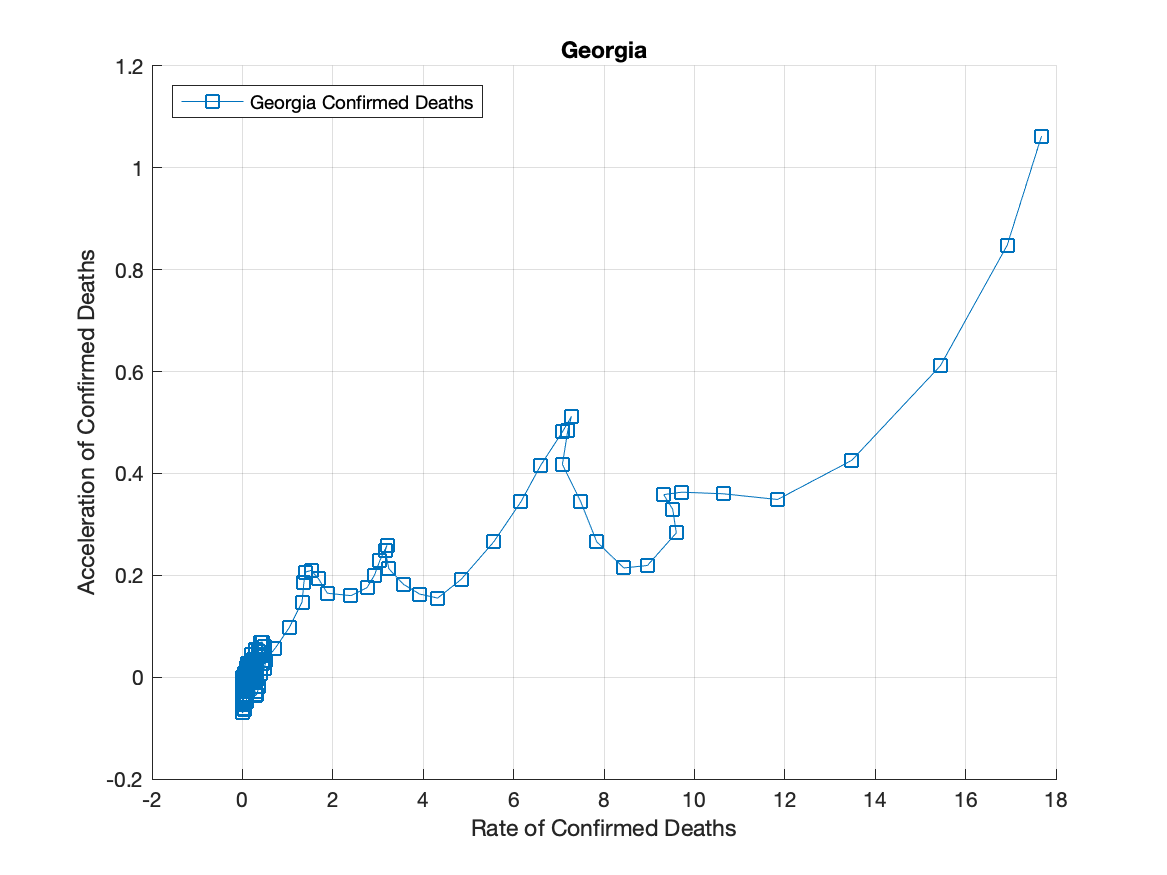 Georgia
Georgia Confirmed Deaths
Acceleration of Confirmed Deaths
1.2
1
0.8
0.6
0.4
0.2
0
-0.2
-2 0 2 4 6 8 10 12 14 16 18
Rate of Confirmed Deaths